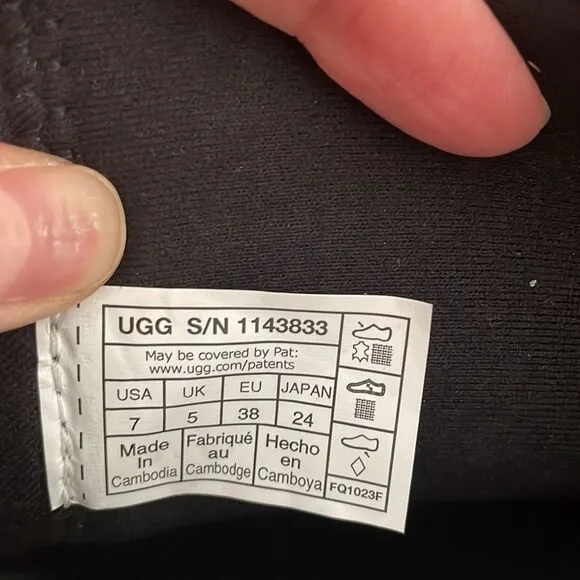 UGG S/N 1143833
May be covered by Pat:
www.ugg.com/patents
USA UK EU JAPAN
7 5 38 24
Made In Cambodia
Fabriqué au Cambodge
Hecho en Camboya
FQ1023F